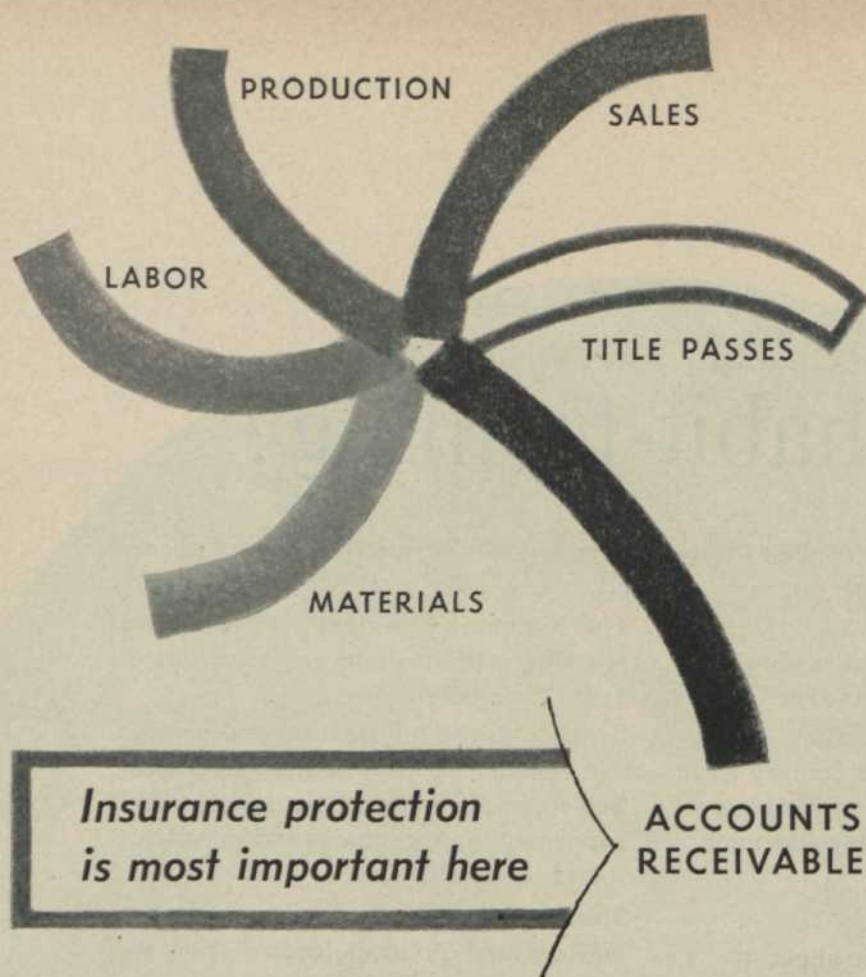 PRODUCTION
SALES
LABOR
TITLE PASSES
MATERIALS
Insurance protection
is most important here
ACCOUNTS
RECEIVABLE